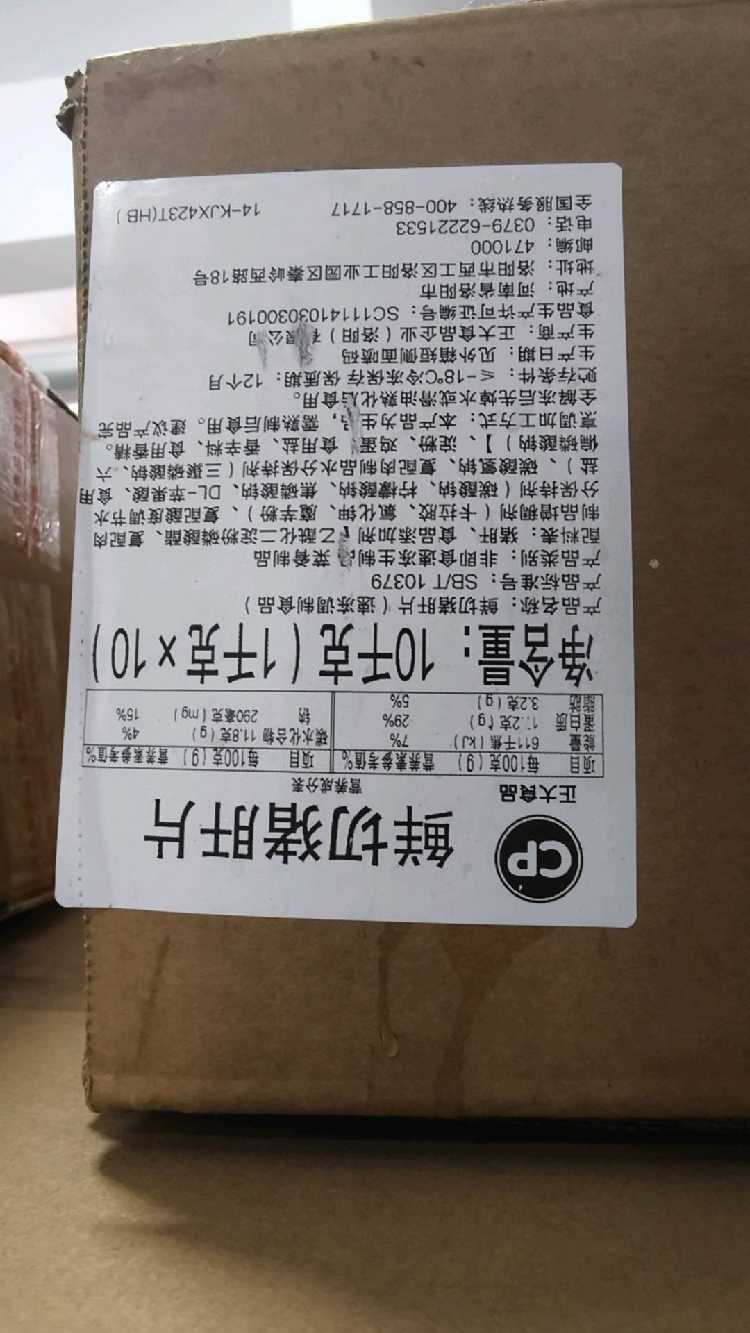 CP
鲜切猪肝片
正大食品
营养成分表
项目 每100克(g) 营养素参考值% 项目 每100克(g) 营养素参考值%
能量 611千焦(kJ) 7% 碳水化合物 11.8克(g) 4%
蛋白质 .2克(g) 29% 钠 290毫克(mg) 15%
脂肪 3.2克(g) 5%
净含量:10千克(1千克×10)
产品名称:鲜切猪肝片(速冻调制食品)
产品标准号:SB/T 10379
产品类别:非即食速冻生制品 菜肴制品
配料表:猪肝、食品添加剂【乙酰化二淀粉磷酸酯、复配肉
制品增稠剂(卡拉胶、氯化钾、魔芋粉)、复配酸度调节水
分保持剂(碳酸钠、柠檬酸钠、焦磷酸钠、DL-苹果酸、食用
盐)、碳酸氢钠、复配肉制品水分保持剂(三聚磷酸钠、六
偏磷酸钠)】、淀粉、鸡蛋、食用盐、香辛料、食用香精。
烹调加工方式:本产品为生品,需熟制后食用。建议产品完
全解冻后先焯水或滑油熟化后食用。
贮存条件:≤-18℃冷冻保存 保质期:12个月
生产日期:见外箱短侧面喷码
生产商:正大食品企业(洛阳)有限公司
食品生产许可证号编号:SC11141030300191
产地:河南省洛阳市
地址:洛阳市西工区洛阳工业园区秦岭西路18号
邮编:471000
电话:0379-62221533
全国服务热线:400-858-1717 14-KJX423T(HB)